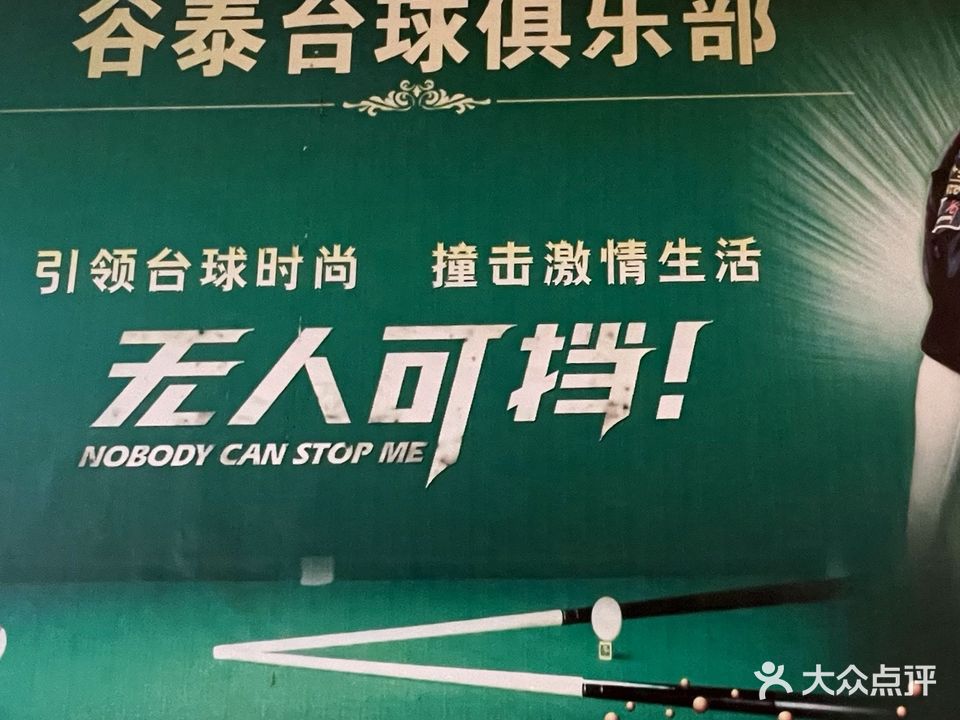 谷泰台球俱乐部
引领台球时尚 撞击激情生活
无人可挡!
NOBODY CAN STOP ME
大众点评